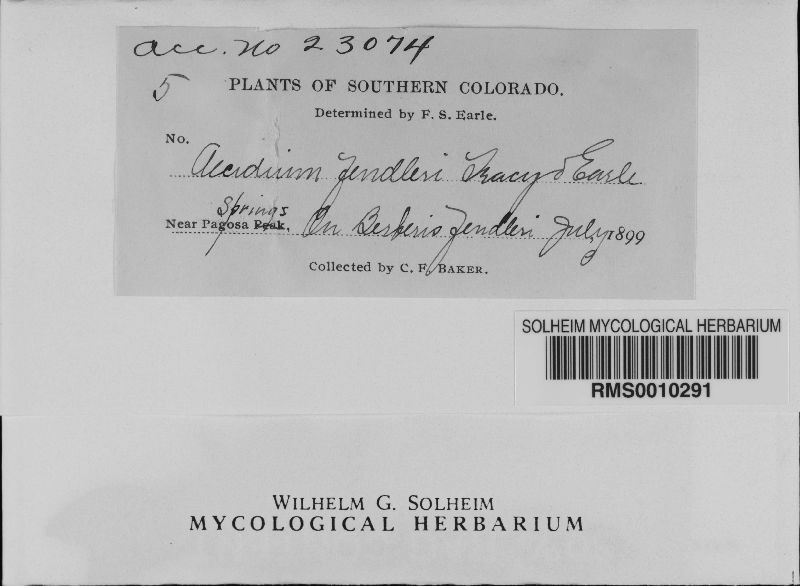 Acc. No 23074
5
PLANTS OF SOUTHERN COLORADO.
Determined by F. S. Earle.
No.
Aecidium Fendleri Tracy & Earle
Springs
Near Pagosa Peak, On Berberis Fendleri July 1899
Collected by C. F. BAKER.
SOLHEIM MYCOLOGICAL HERBARIUM
RMS0010291
WILHELM G. SOLHEIM
MYCOLOGICAL HERBARIUM